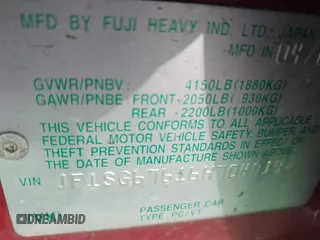 MFD BY FUJI HEAVY IND. LTD. JAPAN
MFD IN 04/
GVWR/PNBV 4150LB(1880KG)
GAWR/PNBE: FRONT-2050LB( 930KG)
REAR -2200LB(1000KG)
THIS VEHICLE CONFORMS TO ALL APPLICABLE
FEDERAL MOTOR VEHICLE SAFETY, BUMPER, AND
THEFT PREVENTION STANDARDS IN EFFECT ON THE
DATE OF MANUFACTURE SHOWN ABOVE.
VIN
PASSENGER CAR
TYPE PC/VT
DREAMBID